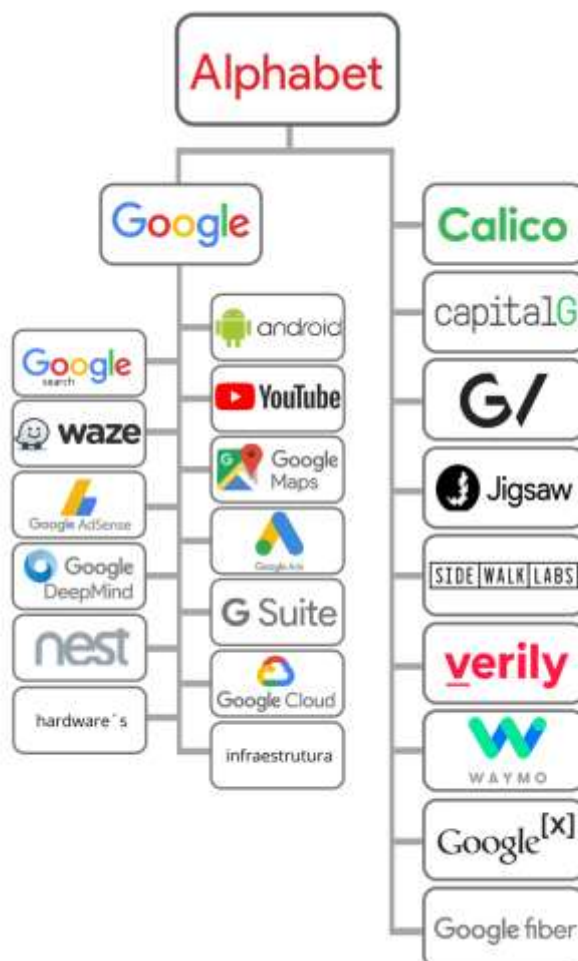 Alphabet
Google
Google
search
waze
Google AdSense
Google
DeepMind
nest
hardware´s
android
YouTube
G
Google
Maps
Google Ads
G Suite
Google Cloud
infraestrutura
Calico
capitalG
G/
Jigsaw
SIDE WALK LABS
verily
WAYMO
Google[x]
Google fiber